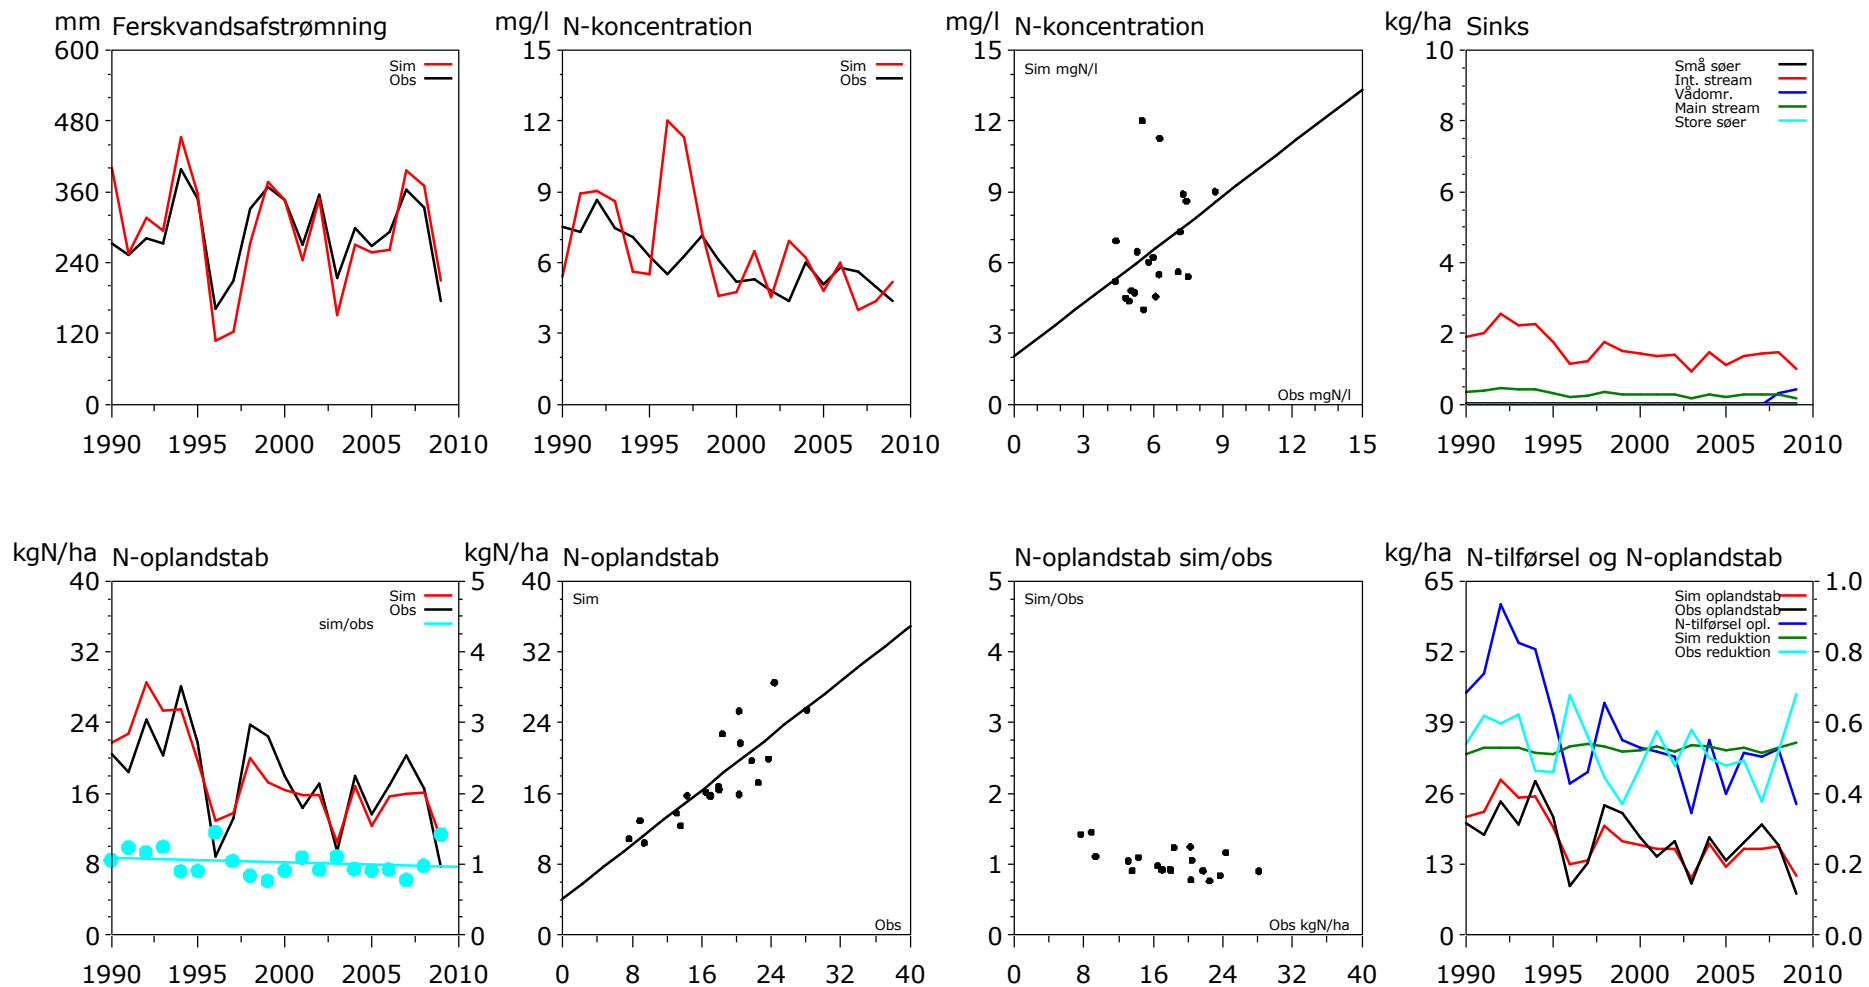 mm Ferskvandsafstrømning
600
480
360
240
120
0
Sim
Obs
1990 1995 2000 2005 2010
mg/l N-koncentration
15
12
9
6
3
0
Sim
Obs
1990 1995 2000 2005 2010
mg/l N-koncentration
15
12
9
6
3
0
Sim mgN/l
Obs mgN/l
0 3 6 9 12 15
kg/ha Sinks
10
8
6
4
2
0
Små søer
Int. stream
Vådomr.
Main stream
Store søer
1990 1995 2000 2005 2010
kgN/ha N-oplandstab
40
32
24
16
8
0
Sim
Obs
sim/obs
5
4
3
2
1
0
1990 1995 2000 2005 2010
kgN/ha N-oplandstab
40
32
24
16
8
0
Sim
Obs
0 8 16 24 32 40
N-oplandstab sim/obs
5
4
3
2
1
0
Sim/Obs
Obs kgN/ha
0 8 16 24 32 40
kg/ha N-tilførsel og N-oplandstab
65
52
39
26
13
0
Sim oplandstab
Obs oplandstab
N-tilførsel opl.
Sim reduktion
Obs reduktion
1.0
0.8
0.6
0.4
0.2
0.0
1990 1995 2000 2005 2010